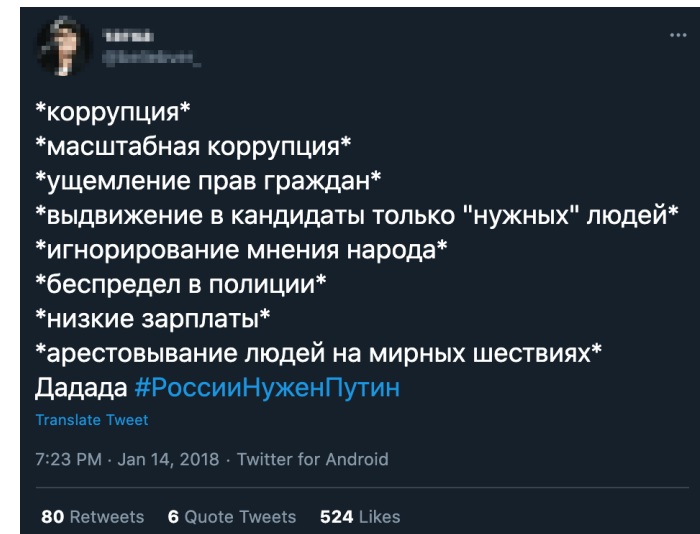 *коррупция*
*масштабная коррупция*
*ущемление прав граждан*
*выдвижение в кандидаты только "нужных" людей*
*игнорирование мнения народа*
*беспредел в полиции*
*низкие зарплаты*
*арестовывание людей на мирных шествиях*
Дадада #РоссииНуженПутин
Translate Tweet
7:23 PM · Jan 14, 2018 · Twitter for Android
80 Retweets 6 Quote Tweets 524 Likes